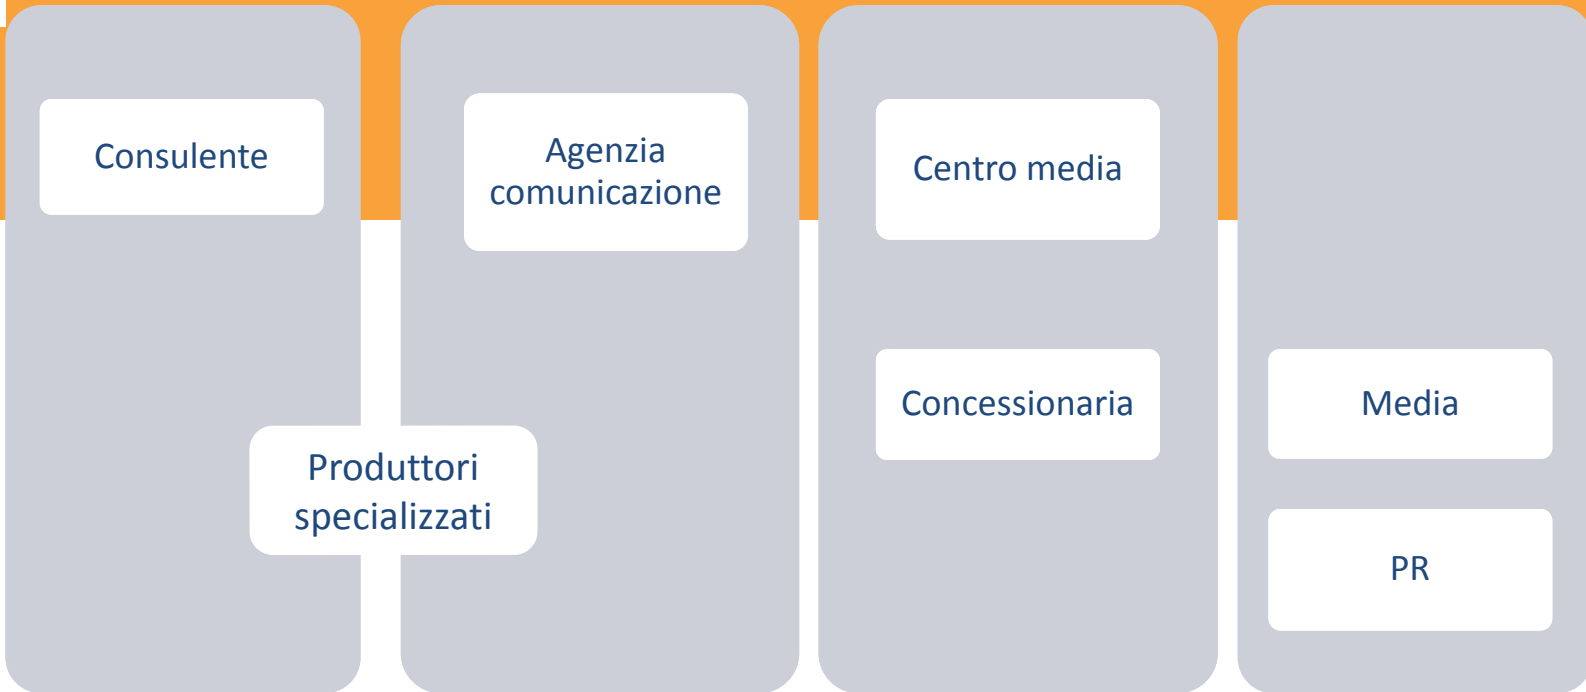 Consulente
Agenzia
comunicazione
Centro media
Concessionaria
Media
Produttori
specializzati
PR